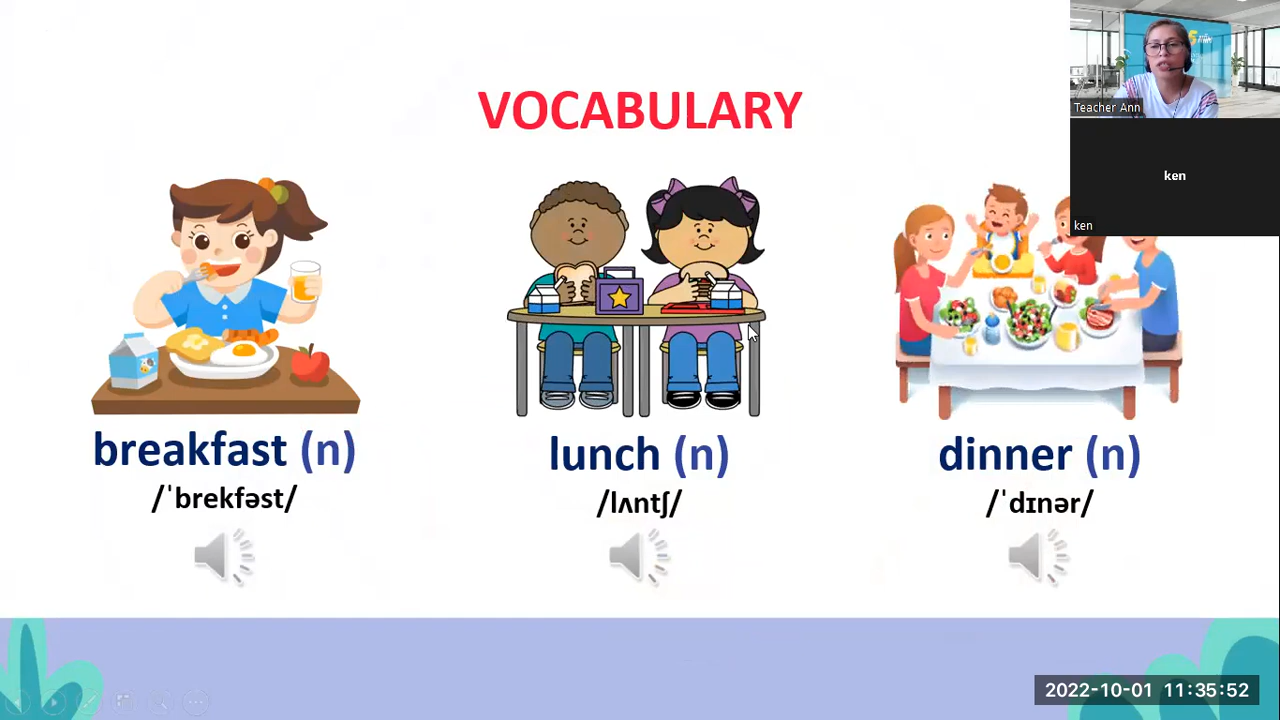 VOCABULARY
Teacher Ann
ken
ken
breakfast (n)
/ˈbrekfəst/
lunch (n)
/lʌntʃ/
dinner (n)
/ˈdɪnər/
2022-10-01 11:35:52